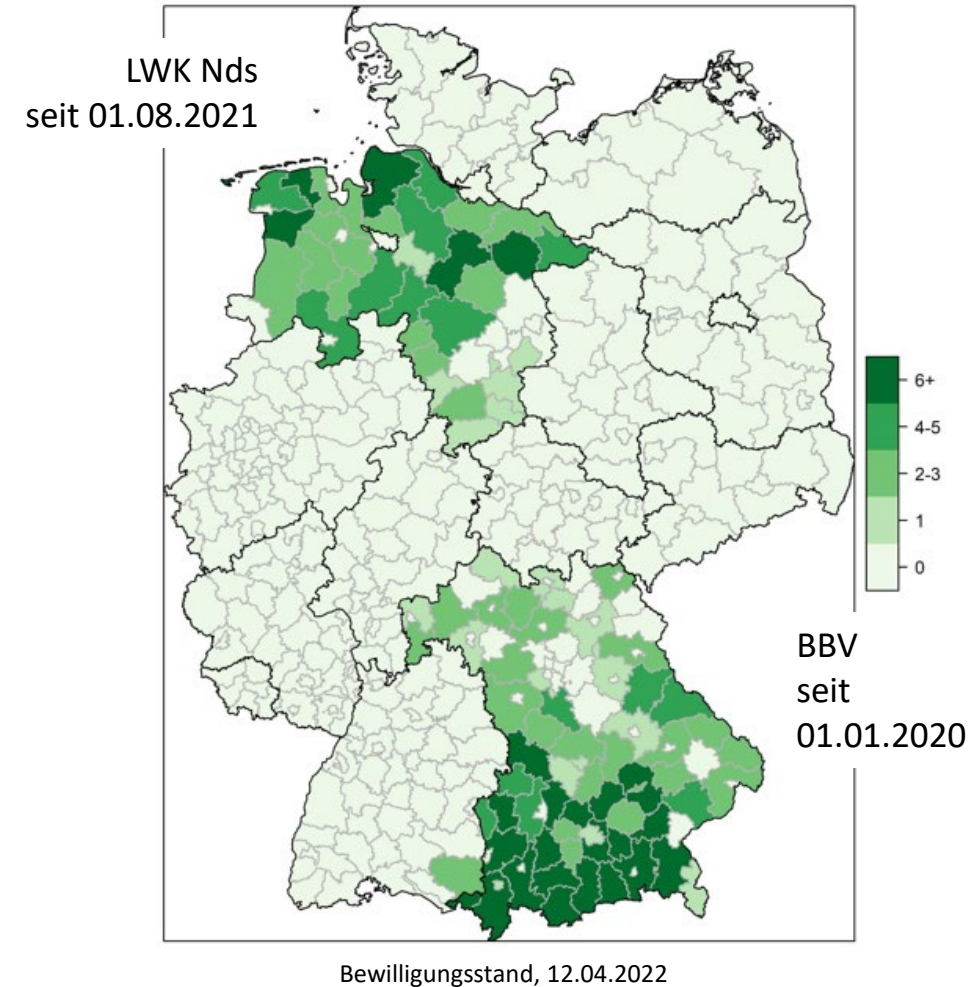 LWK Nds
seit 01.08.2021
6+
4-5
2-3
1
0
BBV
seit
01.01.2020
Bewilligungsstand, 12.04.2022